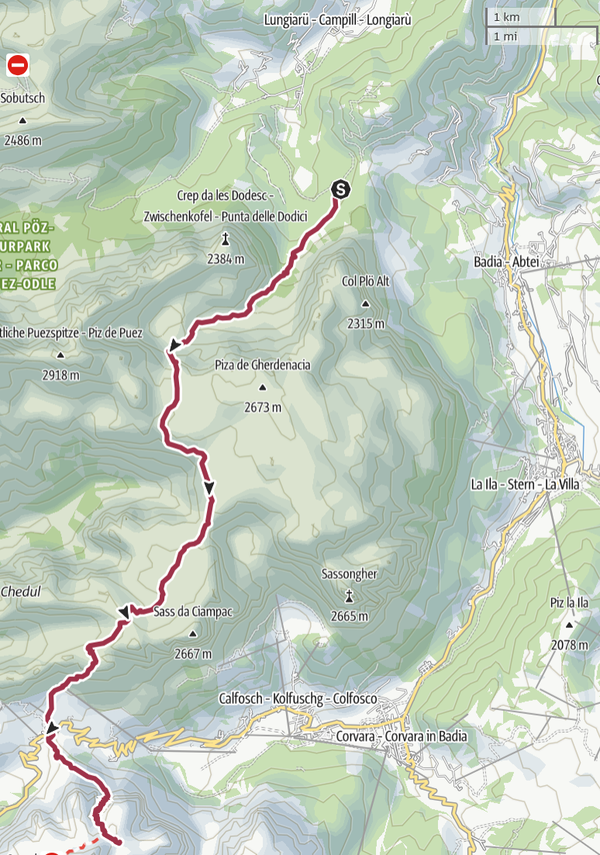 Lungiarü - Campill - Longiarù
1 km
1 mi
Sobutsch
2486 m
S
Crep da les Dodesc -
Zwischenkofel - Punta delle Dodici
2384 m
RAL PÖZ-
URPARK
- PARCO
EZ-ODLE
Badia - Abtei
Col Plö Alt
2315 m
tliche Puezspitze - Piz de Puez
2918 m
Piza de Gherdenacia
2673 m
La Ila - Stern - La Villa
Chedul
Sassongher
2665 m
Sass da Ciampac
2667 m
Piz la Ila
2078 m
Calfosch - Kolfuschg - Colfosco
Corvara - Corvara in Badia